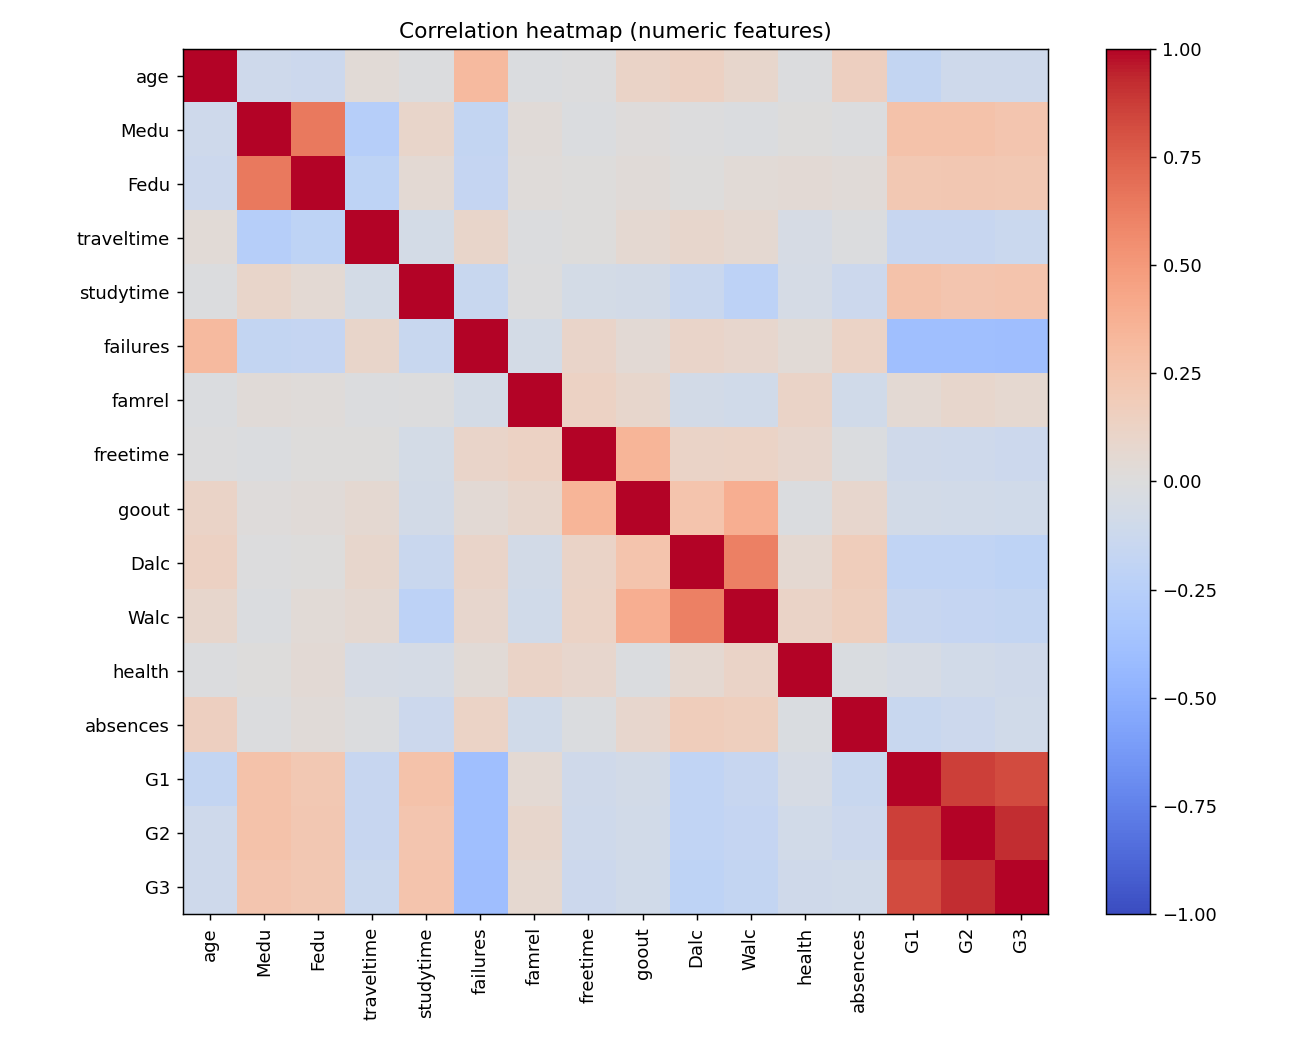 Correlation heatmap (numeric features)
age
Medu
Fedu
traveltime
studytime
failures
famrel
freetime
goout
Dalc
Walc
health
absences
G1
G2
G3
age
Medu
Fedu
traveltime
studytime
failures
famrel
freetime
goout
Dalc
Walc
health
absences
G1
G2
G3
1.00
0.75
0.50
0.25
0.00
−0.25
−0.50
−0.75
−1.00